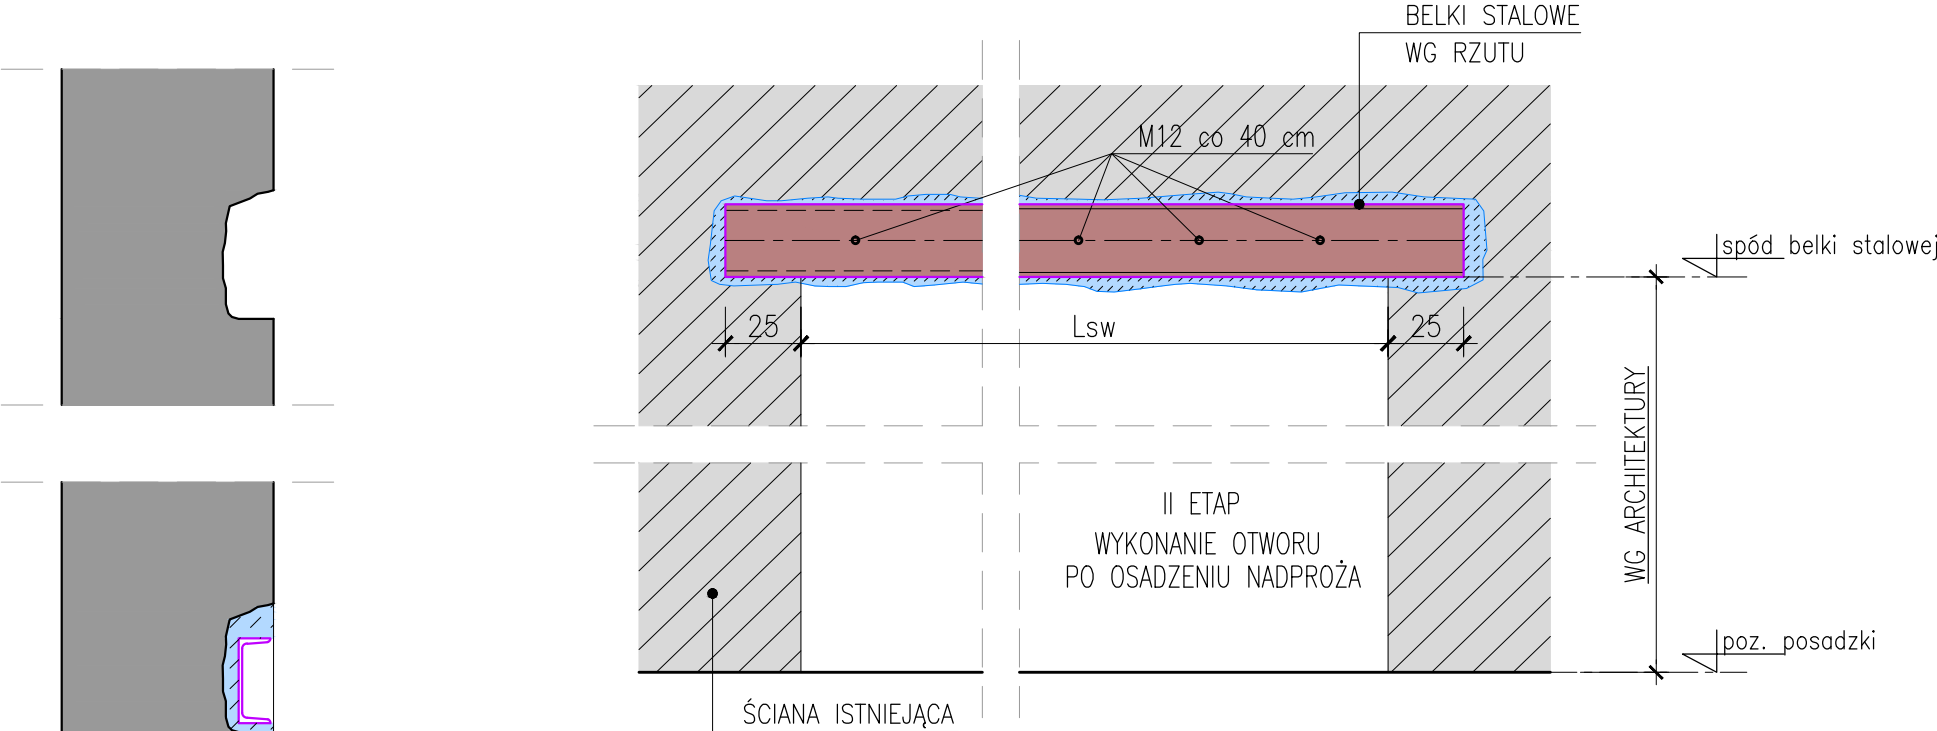 BELKI STALOWE
WG RZUTU
M12 co 40 cm
spód belki stalowej
25
Lsw
25
WG ARCHITEKTURY
II ETAP
WYKONANIE OTWORU
PO OSADZENIU NADPROŻA
poz. posadzki
ŚCIANA ISTNIEJĄCA